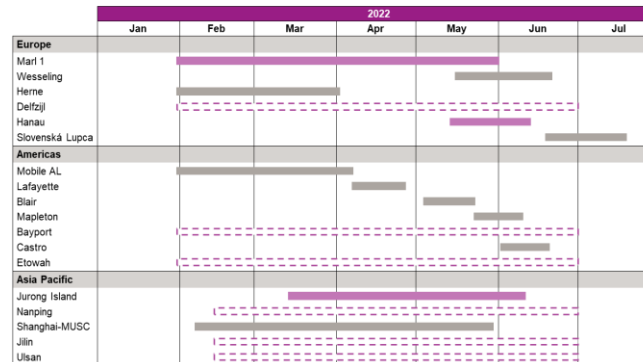 2022
Jan Feb Mar Apr May Jun Jul
Europe
Marl 1
Wesseling
Herne
Delfzijl
Hanau
Slovenská Lupca
Americas
Mobile AL
Lafayette
Blair
Mapleton
Bayport
Castro
Etowah
Asia Pacific
Jurong Island
Nanping
Shanghai-MUSC
Jilin
Ulsan